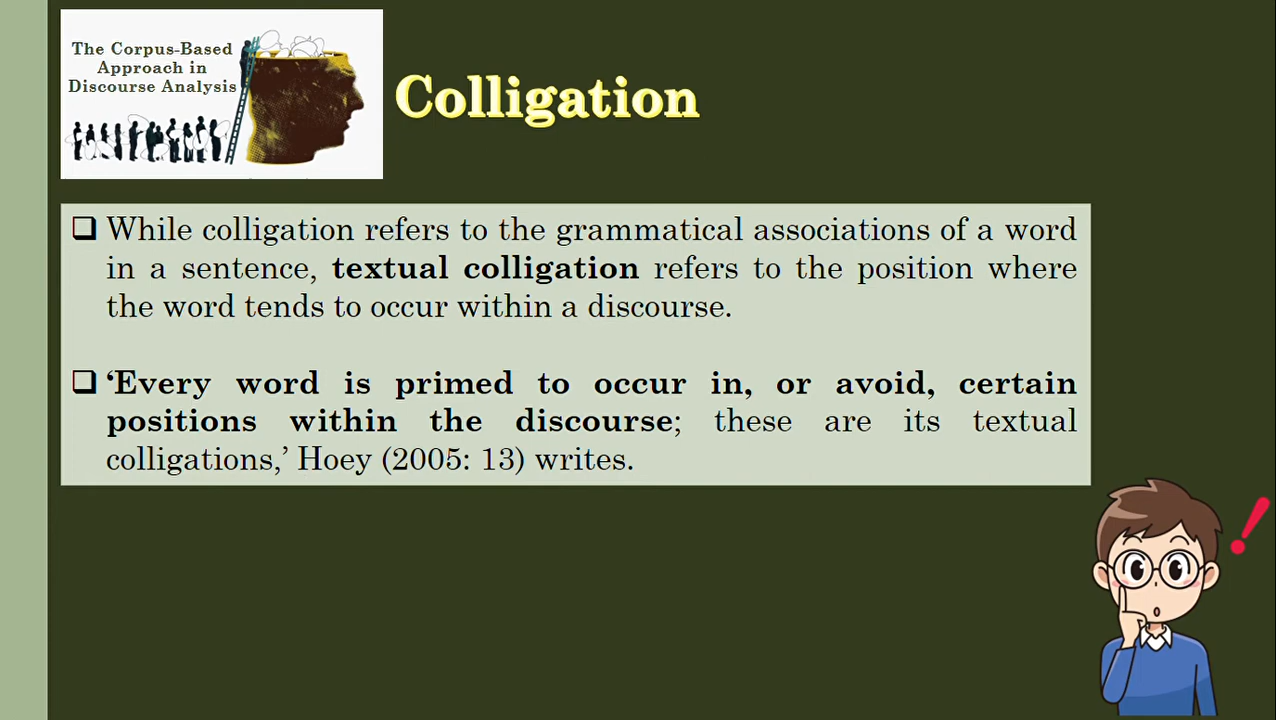 The Corpus-Based
Approach in
Discourse Analysis
Colligation
While colligation refers to the grammatical associations of a word
in a sentence, textual colligation refers to the position where
the word tends to occur within a discourse.
‘Every word is primed to occur in, or avoid, certain
positions within the discourse; these are its textual
colligations,’ Hoey (2005: 13) writes.